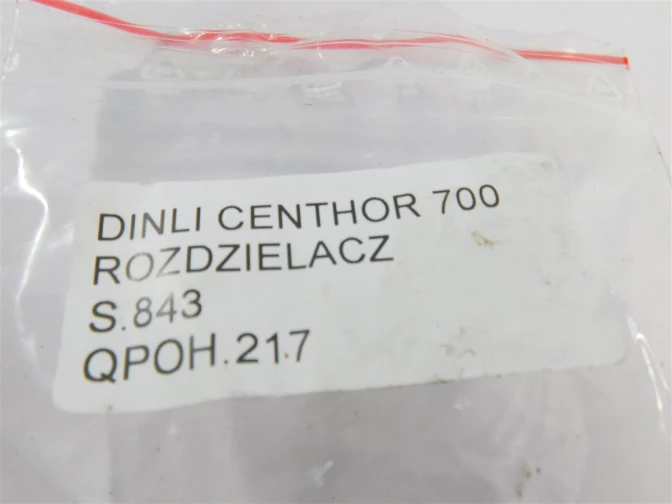 DINLI CENTHOR 700
ROZDZIELACZ
S.843
QPOH.217